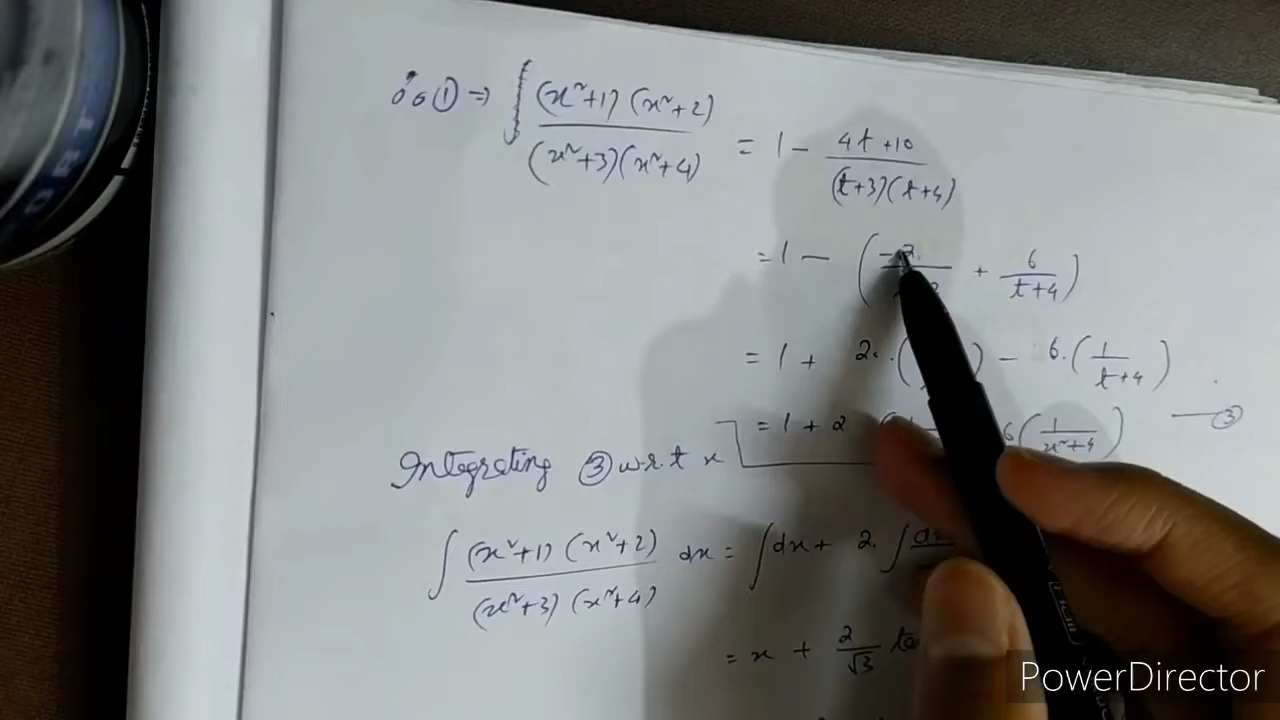 ORT
① ⇒ ∫ (x²+1) (x²+2) / (x²+3)(x²+4) = 1 - 4t+10 / (t+3)(t+4)
= 1 - ( -2 + 6 / t+4 )
= 1 + 2.( ) - 6.( 1 / t+4 )
= 1 + 2 6( 1 / x²+4 ) — ③
Integrating ③ w.r.t x
∫ (x²+1) (x²+2) / (x²+3) (x²+4) dx = ∫dx + 2. ∫
= x + 2 / √3
PowerDirector